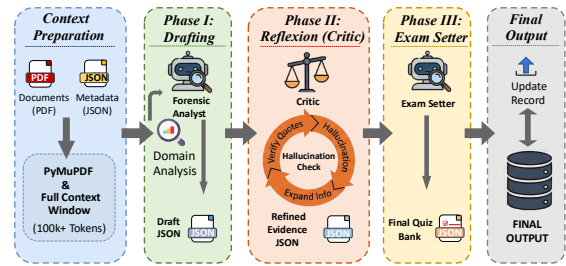 Context
Preparation
PDF
JSON
Documents
(PDF)
Metadata
(JSON)
PyMuPDF
&
Full Context
Window
(100k+ Tokens)
Phase I:
Drafting
Forensic
Analyst
Domain
Analysis
Draft
JSON
JSON
Phase II:
Reflexion (Critic)
Critic
Verify Quotes
Hallucination
Expand Info
Hallucination
Check
Refined
Evidence
JSON
JSON
Phase III:
Exam Setter
Exam Setter
Final Quiz
Bank
Final
Output
Update
Record
FINAL
OUTPUT